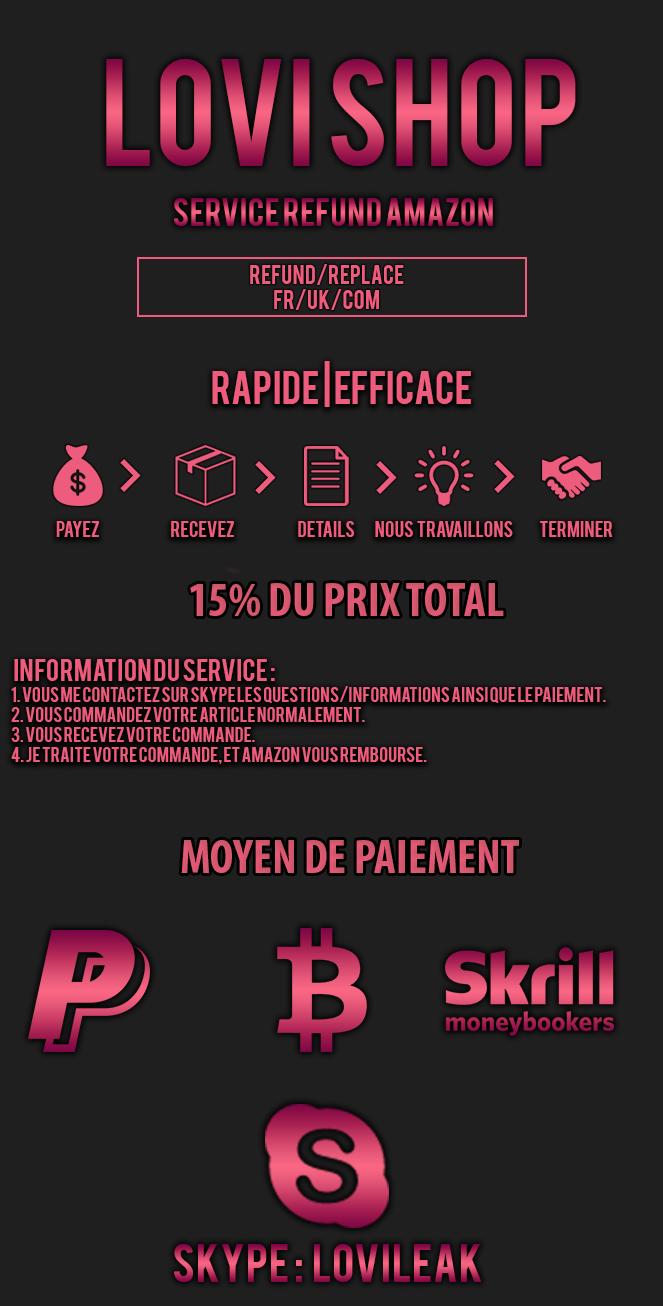 LOVI SHOP
SERVICE REFUND AMAZON
REFUND/REPLACE
FR/UK/COM
RAPIDE|EFFICACE
$
PAYEZ
RECEVEZ
DETAILS
NOUS TRAVAILLONS
TERMINER
15% DU PRIX TOTAL
INFORMATION DU SERVICE :
1. VOUS ME CONTACTEZ SUR SKYPE LES QUESTIONS / INFORMATIONS AINSI QUE LE PAIEMENT.
2. VOUS COMMANDEZ VOTRE ARTICLE NORMALEMENT.
3. VOUS RECEVEZ VOTRE COMMANDE.
4. JE TRAITE VOTRE COMMANDE, ET AMAZON VOUS REMBOURSE.
MOYEN DE PAIEMENT
Skrill
moneybookers
SKYPE : LOVILEAK